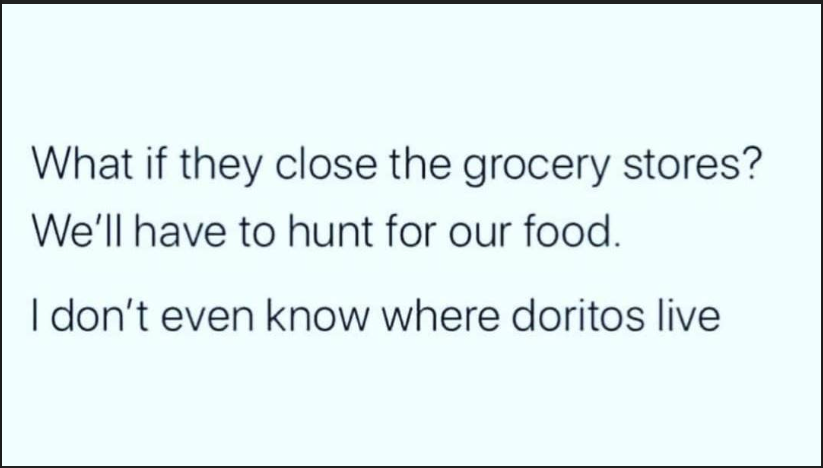 What if they close the grocery stores?
We'll have to hunt for our food.
I don't even know where doritos live